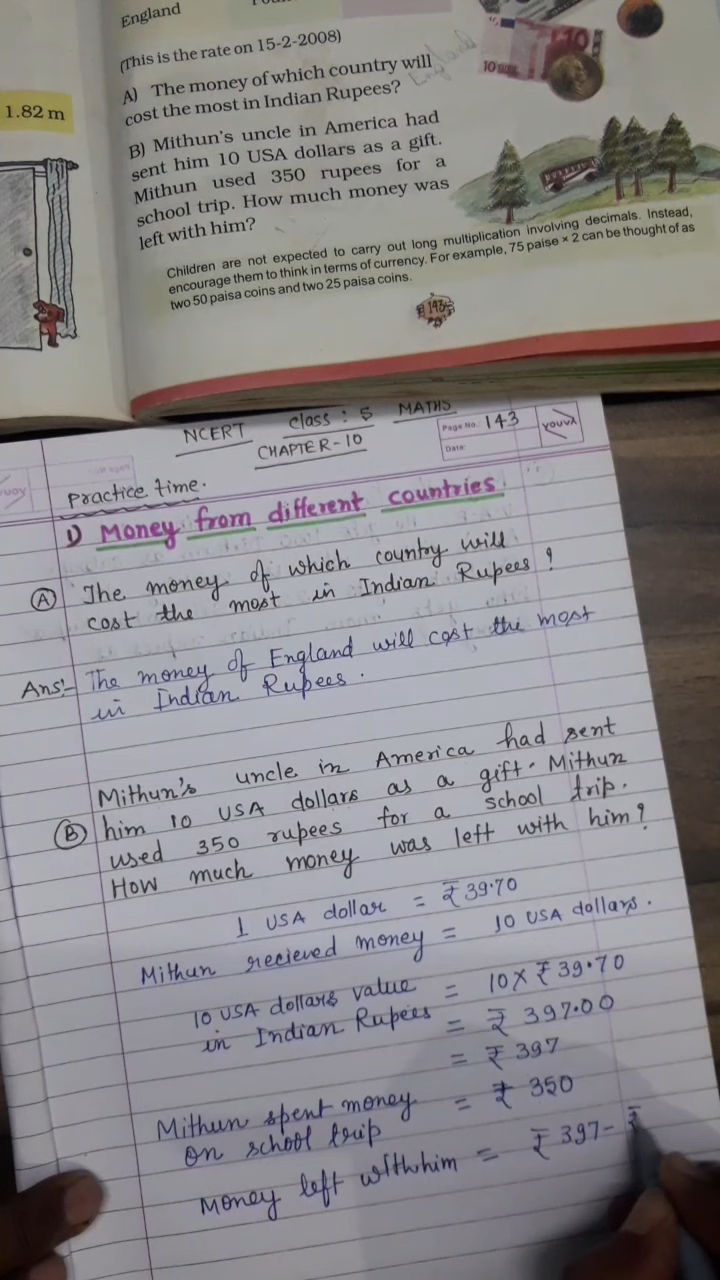 England
(This is the rate on 15-2-2008)
A) The money of which country will
cost the most in Indian Rupees?
England
B) Mithun's uncle in America had
sent him 10 USA dollars as a gift.
Mithun used 350 rupees for a
school trip. How much money was
left with him?
1.82 m
10
10 EURO
Children are not expected to carry out long multiplication involving decimals. Instead,
encourage them to think in terms of currency. For example, 75 paise × 2 can be thought of as
two 50 paisa coins and two 25 paisa coins.
143
NCERT Class : 5 MATHS
CHAPTER-10
Page No.: 143
Date:
youva
Practice time.
1) Money from different countries
A The money of which country will
cost the most in Indian Rupees?
Ans:- The money of England will cost the most
in Indian Rupees.
Mithun's uncle in America had sent
B him 10 USA dollars as a gift. Mithun
used 350 rupees for a school trip.
How much money was left with him?
1 USA dollar = ₹39.70
Mithun recieved money = 10 USA dollars.
10 USA dollars value = 10 X ₹39.70
in Indian Rupees = ₹ 397.00
= ₹ 397
Mithun spent money = ₹ 350
on school trip
Money left with him = ₹ 397- ₹